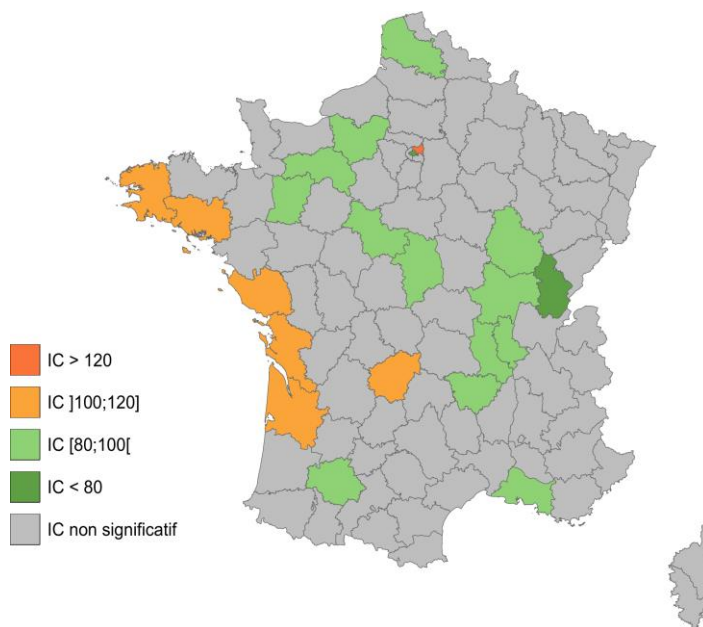 IC > 120
IC ]100;120]
IC [80;100[
IC < 80
IC non significatif